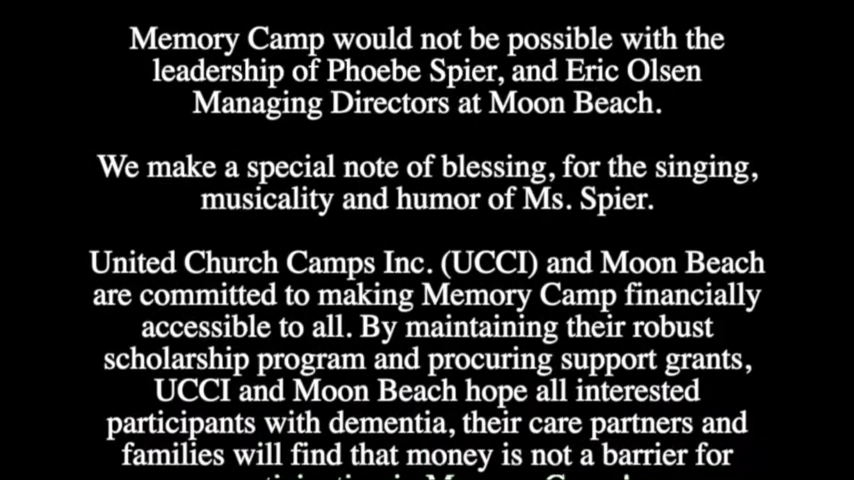 Memory Camp would not be possible with the
leadership of Phoebe Spier, and Eric Olsen
Managing Directors at Moon Beach.
We make a special note of blessing, for the singing,
musicality and humor of Ms. Spier.
United Church Camps Inc. (UCCI) and Moon Beach
are committed to making Memory Camp financially
accessible to all. By maintaining their robust
scholarship program and procuring support grants,
UCCI and Moon Beach hope all interested
participants with dementia, their care partners and
families will find that money is not a barrier for